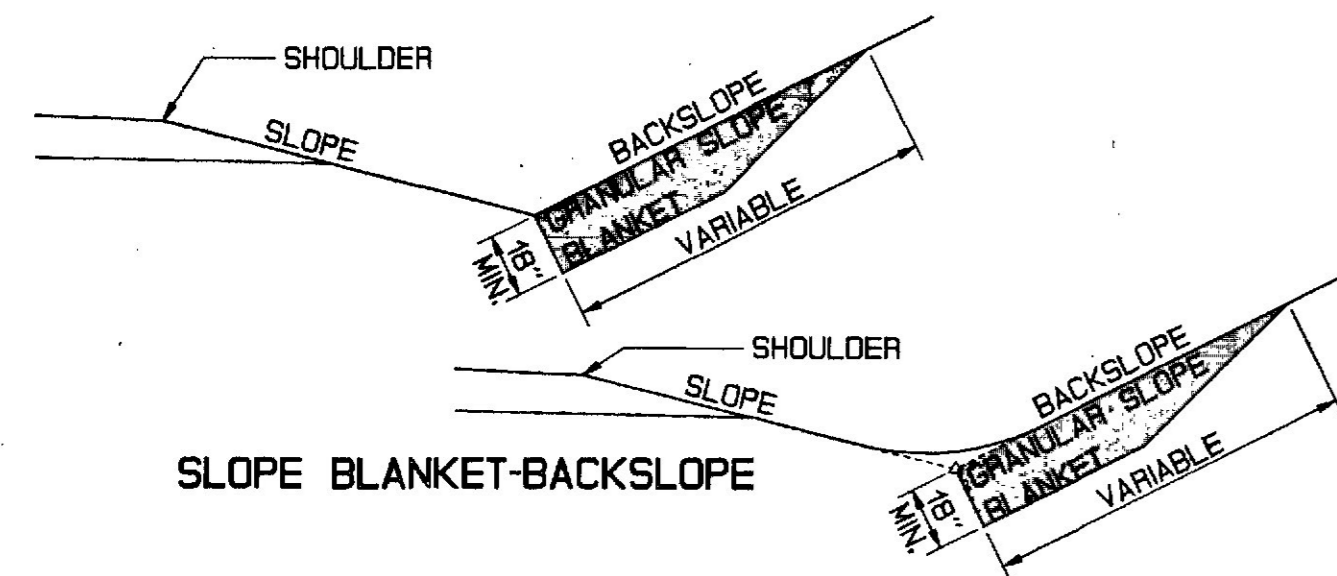 SHOULDER
SLOPE
BACKSLOPE
GRANULAR SLOPE
BLANKET
VARIABLE
18"
MIN.
SHOULDER
SLOPE
BACKSLOPE
GRANULAR SLOPE
BLANKET
VARIABLE
18"
MIN.
SLOPE BLANKET-BACKSLOPE